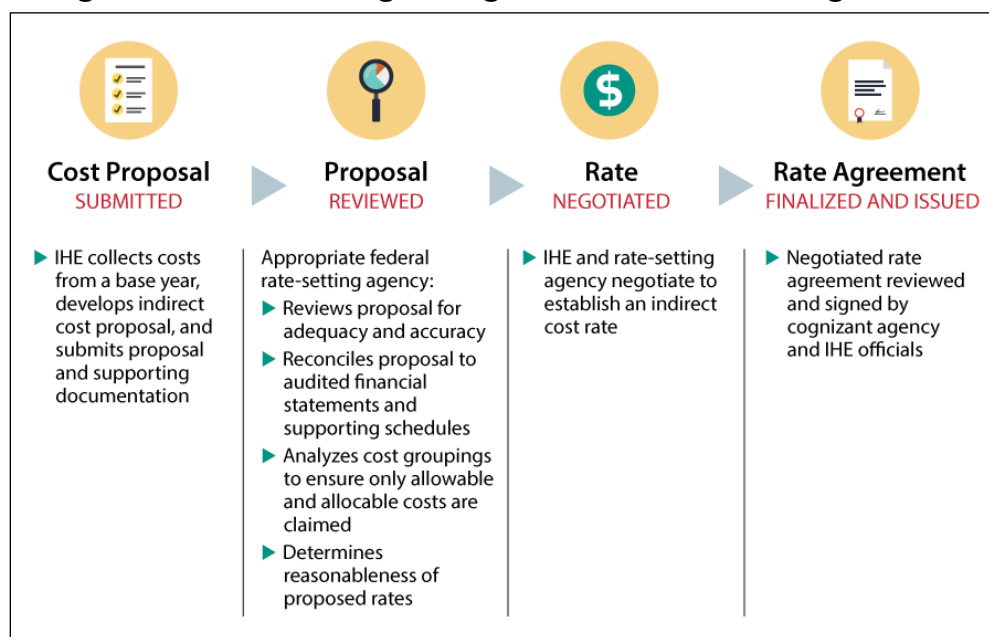 Cost Proposal
SUBMITTED
IHE collects costs
from a base year,
develops indirect
cost proposal, and
submits proposal
and supporting
documentation
Proposal
REVIEWED
Appropriate federal
rate-setting agency:
Reviews proposal for
adequacy and accuracy
Reconciles proposal to
audited financial
statements and
supporting schedules
Analyzes cost groupings
to ensure only allowable
and allocable costs are
claimed
Determines
reasonableness of
proposed rates
Rate
NEGOTIATED
IHE and rate-setting
agency negotiate to
establish an indirect
cost rate
Rate Agreement
FINALIZED AND ISSUED
Negotiated rate
agreement reviewed
and signed by
cognizant agency
and IHE officials